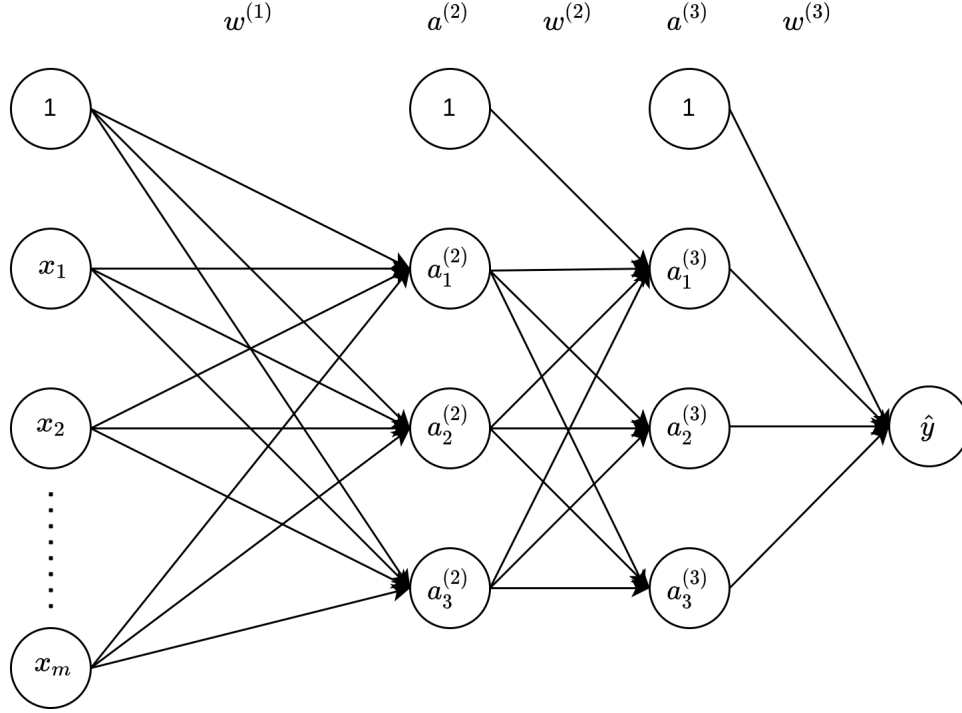 w^{(1)} a^{(2)} w^{(2)} a^{(3)} w^{(3)}
1 1 1
x_1 a_1^{(2)} a_1^{(3)}
x_2 a_2^{(2)} a_2^{(3)} \hat{y}
a_3^{(2)} a_3^{(3)}
x_m